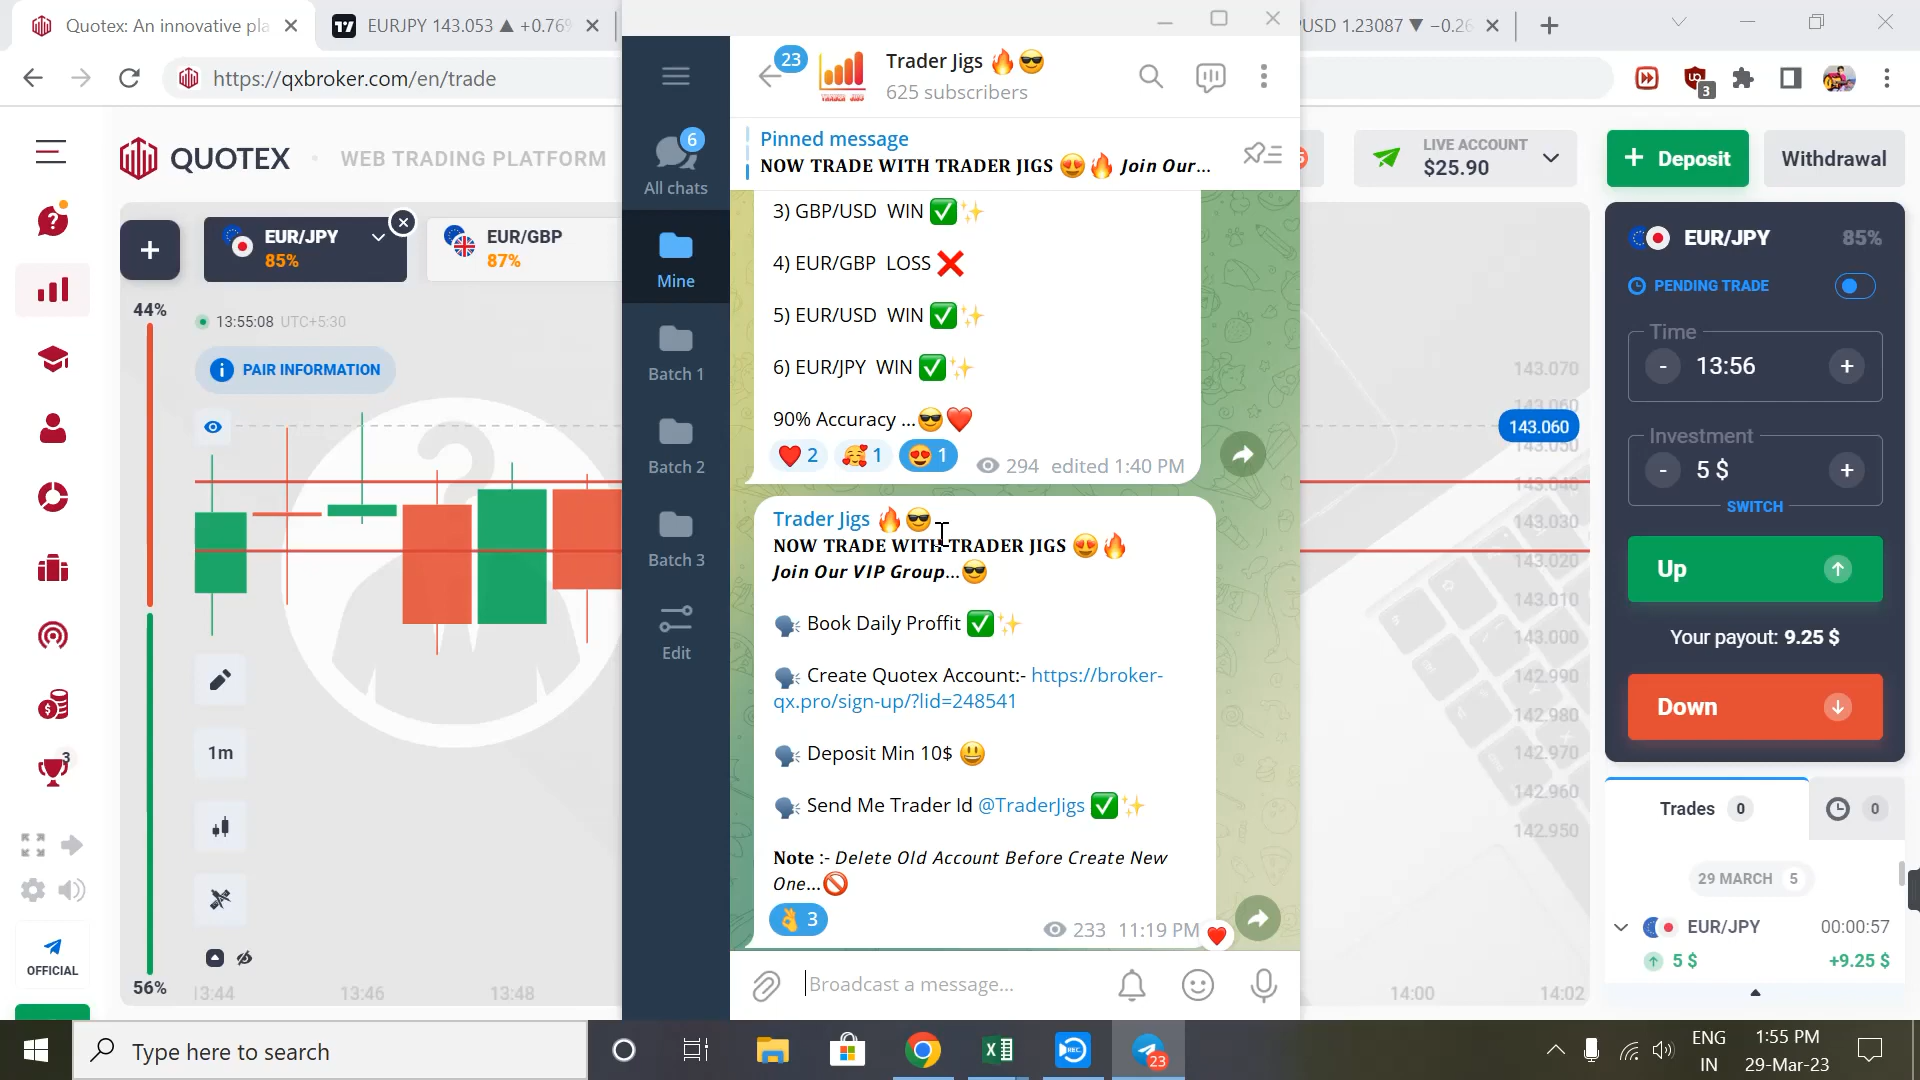 Quotex: An innovative pla
EURJPY 143.053 ▲ +0.76%
USD 1.23087 ▼ −0.26
https://qxbroker.com/en/trade
3
QUOTEX
WEB TRADING PLATFORM
LIVE ACCOUNT
$25.90
+ Deposit
Withdrawal
+
EUR/JPY
85%
EUR/GBP
87%
44%
13:55:08 UTC+5:30
PAIR INFORMATION
1m
3
OFFICIAL
56%
13:44
13:46
13:48
14:00
14:02
6
All chats
Mine
Batch 1
Batch 2
Batch 3
Edit
23
TRADER JIGS
Trader Jigs 🔥😎
625 subscribers
Pinned message
NOW TRADE WITH TRADER JIGS 😍🔥 Join Our...
3) GBP/USD WIN ✅✨
4) EUR/GBP LOSS ❌
5) EUR/USD WIN ✅✨
6) EUR/JPY WIN ✅✨
90% Accuracy ...😎❤️
❤️ 2 🥰 1 😍 1
294 edited 1:40 PM
Trader Jigs 🔥😎
NOW TRADE WITH TRADER JIGS 😍🔥
Join Our VIP Group...😎
🗣 Book Daily Proffit ✅✨
🗣 Create Quotex Account:- https://broker-
qx.pro/sign-up/?lid=248541
🗣 Deposit Min 10$ 😃
🗣 Send Me Trader Id @TraderJigs ✅✨
Note :- Delete Old Account Before Create New
One...🚫
👌 3
233 11:19 PM
Broadcast a message...
143.070
143.060
143.060
143.050
143.040
143.030
143.020
143.010
143.000
142.990
142.980
142.970
142.960
142.950
EUR/JPY 85%
PENDING TRADE
Time
- 13:56 +
Investment
- 5 $ +
SWITCH
Up
Your payout: 9.25 $
Down
Trades 0
0
29 MARCH 5
EUR/JPY 00:00:57
5 $ +9.25 $
Type here to search
REC
23
ENG
IN
1:55 PM
29-Mar-23